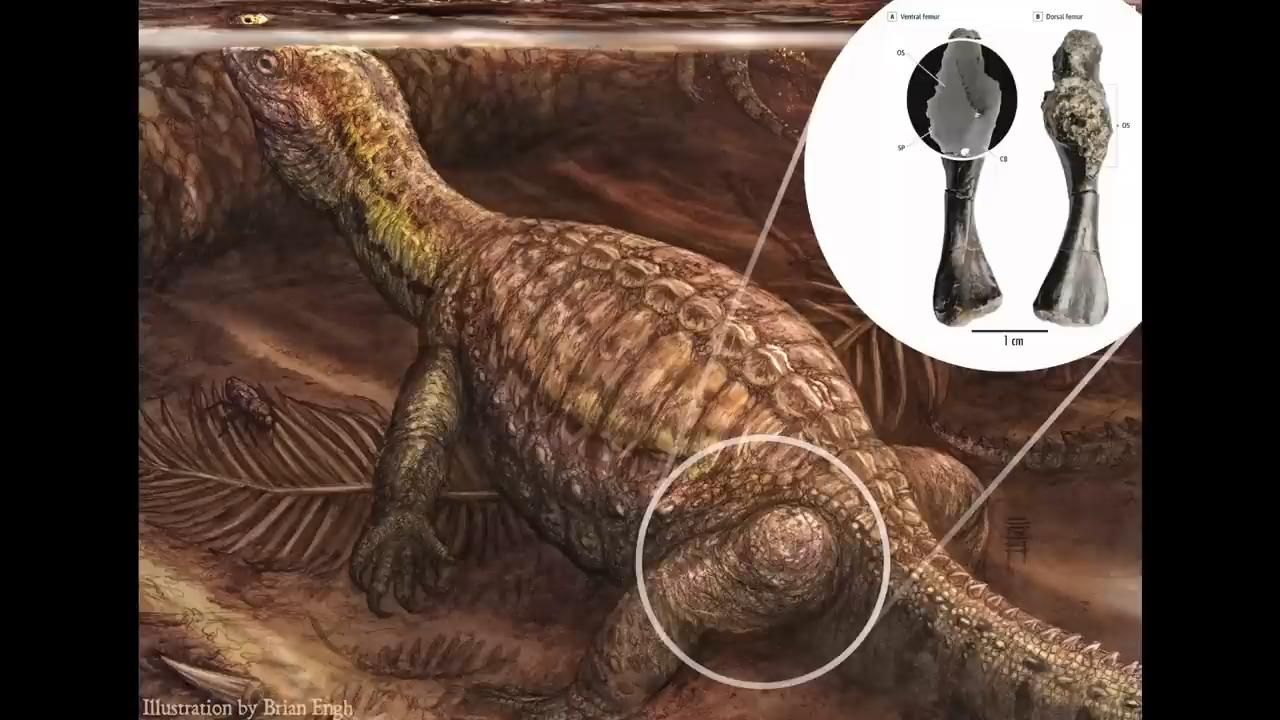 A Ventral femur
B Dorsal femur
OS
OS
SP
CB
1 cm
Illustration by Brian Engh